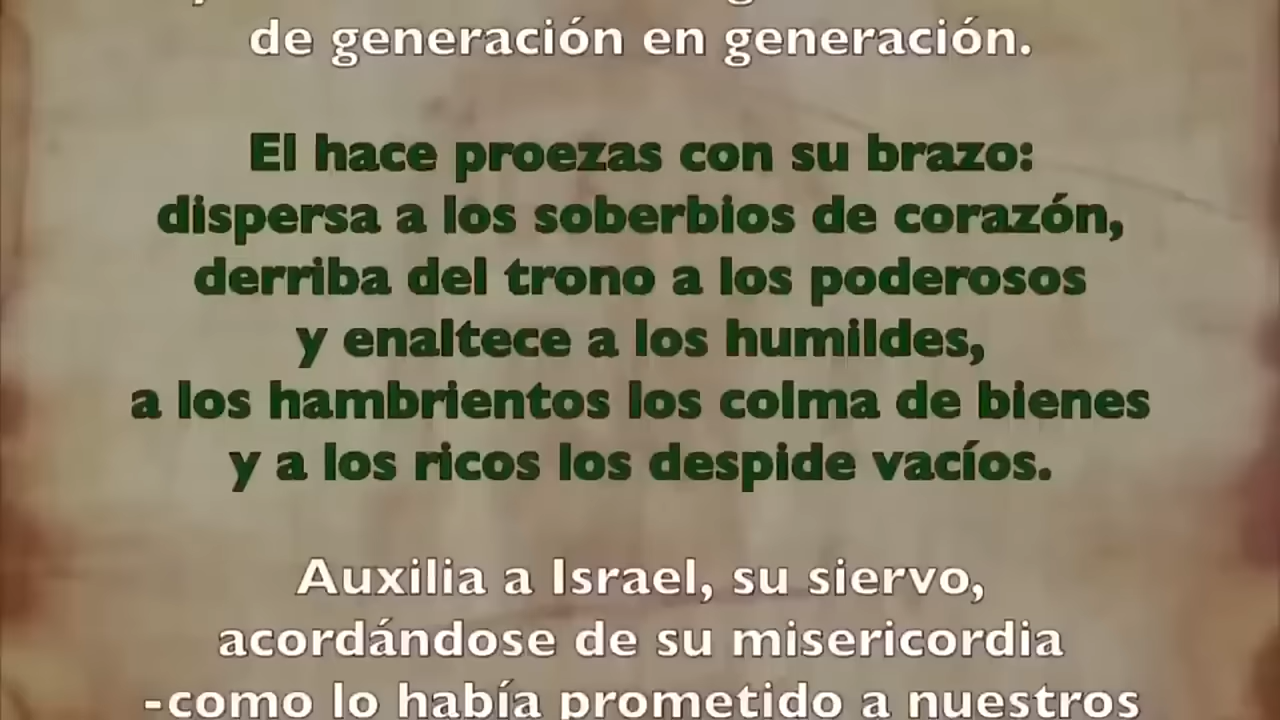 de generación en generación.
El hace proezas con su brazo:
dispersa a los soberbios de corazón,
derriba del trono a los poderosos
y enaltece a los humildes,
a los hambrientos los colma de bienes
y a los ricos los despide vacíos.
Auxilia a Israel, su siervo,
acordándose de su misericordia
-como lo había prometido a nuestros